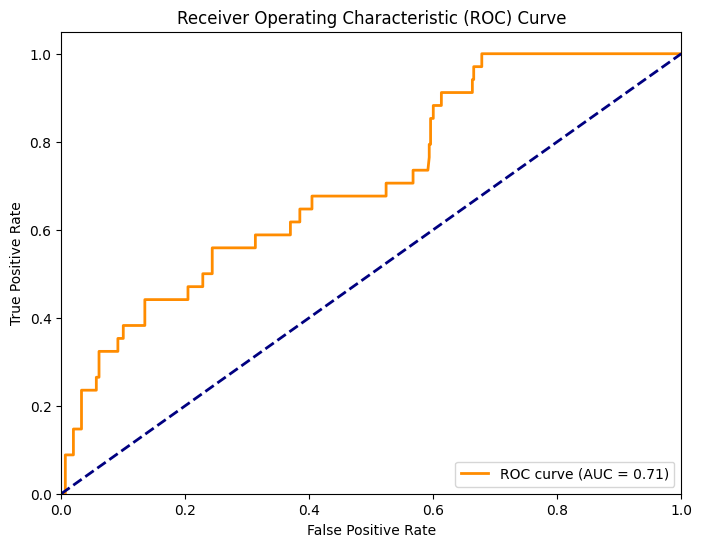 Receiver Operating Characteristic (ROC) Curve
1.0
0.8
0.6
0.4
0.2
0.0
True Positive Rate
ROC curve (AUC = 0.71)
0.0 0.2 0.4 0.6 0.8 1.0
False Positive Rate